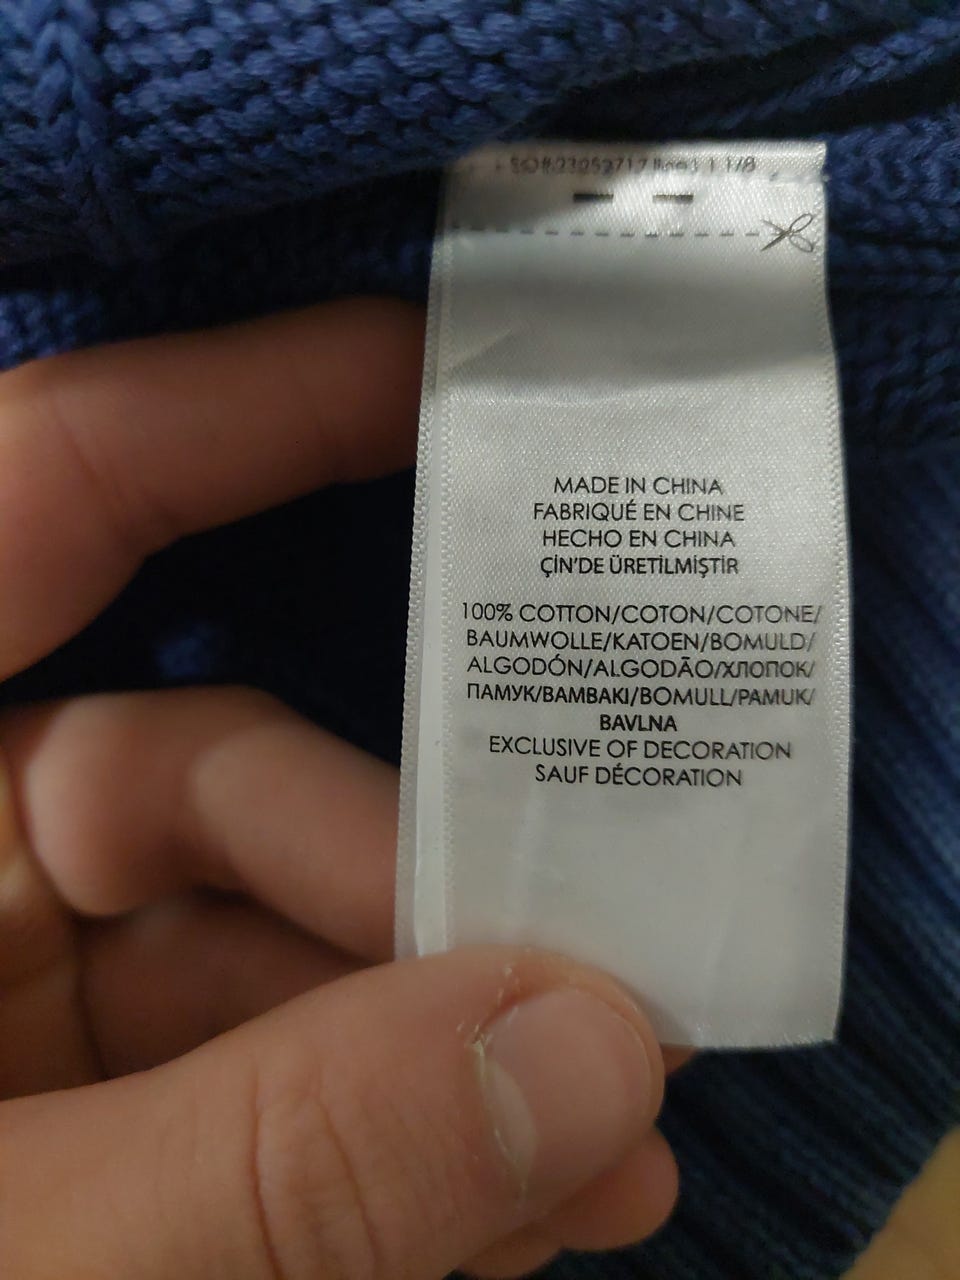 MADE IN CHINA
FABRIQUÉ EN CHINE
HECHO EN CHINA
ÇİN'DE ÜRETİLMİŞTİR
100% COTTON/COTON/COTONE/
BAUMWOLLE/KATOEN/BOMULD/
ALGODÓN/ALGODÃO/ХЛОПОК/
ПАМУК/BAMBAKI/BOMULL/PAMUK/
BAVLNA
EXCLUSIVE OF DECORATION
SAUF DÉCORATION